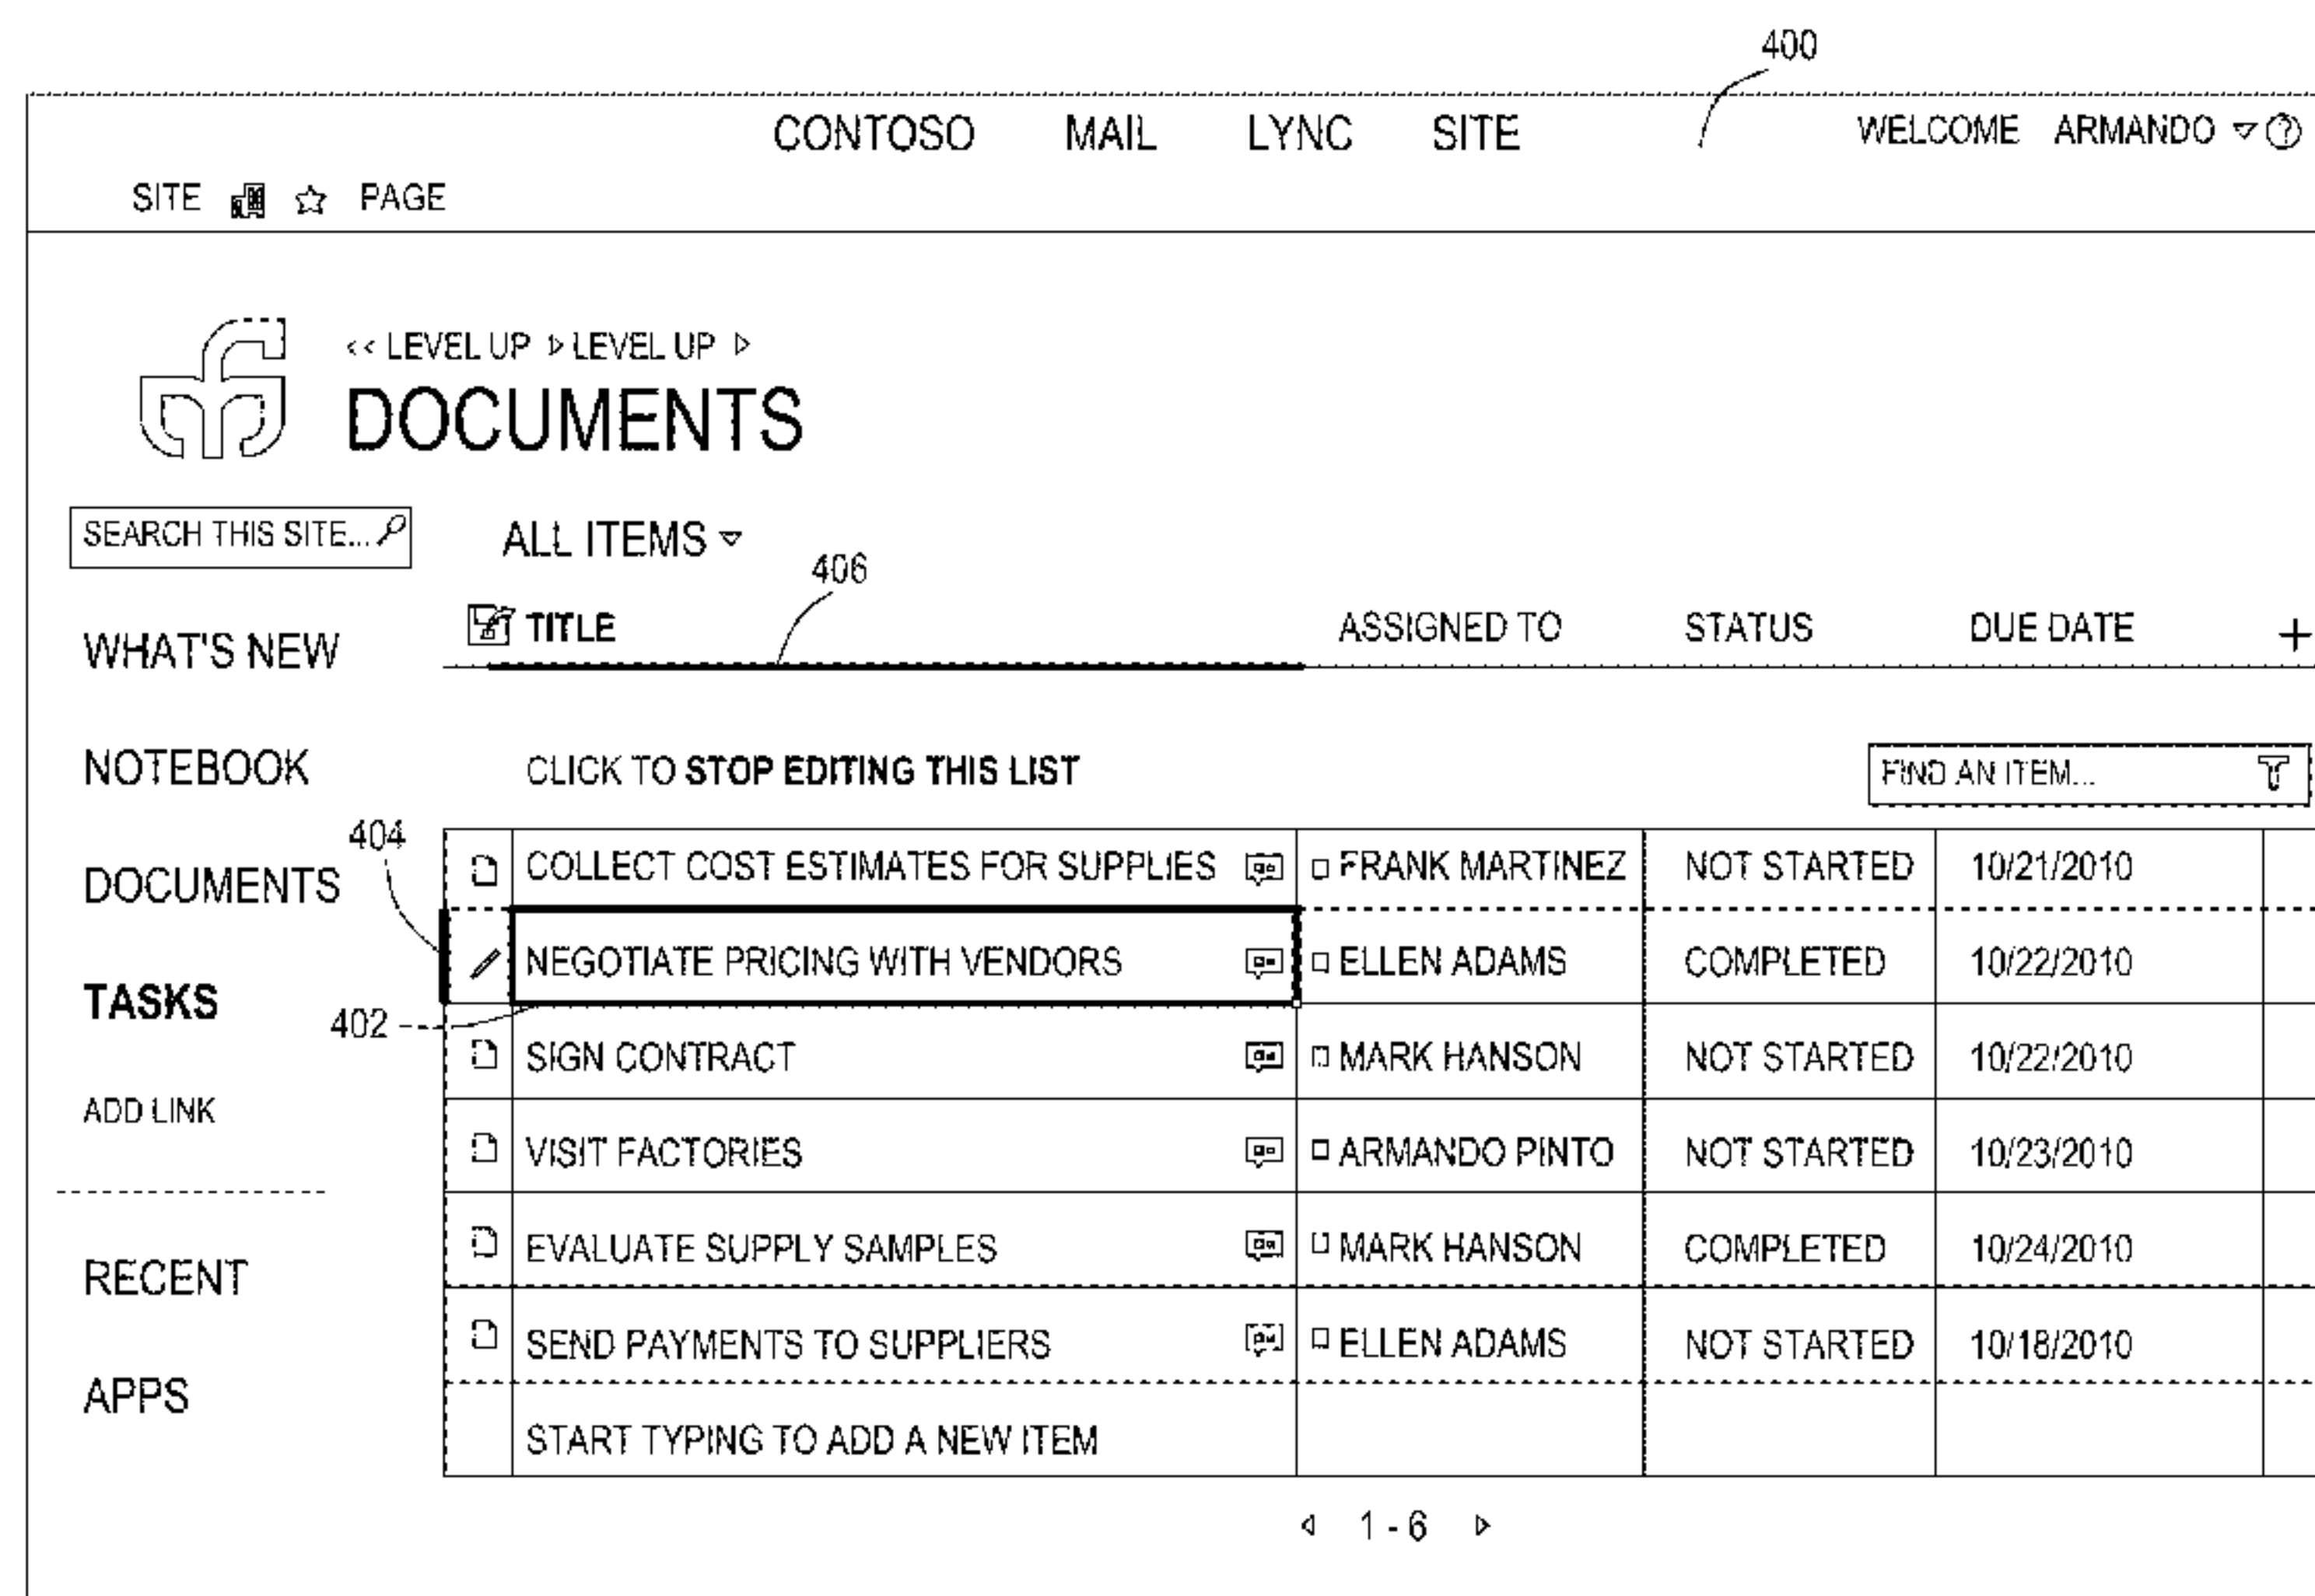 400
CONTOSO MAIL LYNC SITE WELCOME ARMANDO
SITE PAGE
<< LEVEL UP LEVEL UP
DOCUMENTS
SEARCH THIS SITE... ALL ITEMS
406
TITLE ASSIGNED TO STATUS DUE DATE +
WHAT'S NEW
NOTEBOOK CLICK TO STOP EDITING THIS LIST FIND AN ITEM...
404
DOCUMENTS COLLECT COST ESTIMATES FOR SUPPLIES FRANK MARTINEZ NOT STARTED 10/21/2010
NEGOTIATE PRICING WITH VENDORS ELLEN ADAMS COMPLETED 10/22/2010
TASKS
402
SIGN CONTRACT MARK HANSON NOT STARTED 10/22/2010
ADD LINK
VISIT FACTORIES ARMANDO PINTO NOT STARTED 10/23/2010
EVALUATE SUPPLY SAMPLES MARK HANSON COMPLETED 10/24/2010
RECENT
SEND PAYMENTS TO SUPPLIERS ELLEN ADAMS NOT STARTED 10/18/2010
APPS
START TYPING TO ADD A NEW ITEM
1 - 6